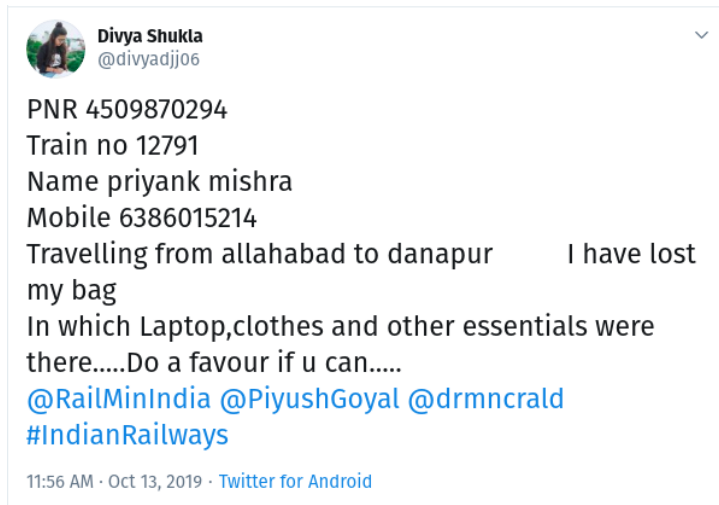 Divya Shukla
@divyadjj06
PNR 4509870294
Train no 12791
Name priyank mishra
Mobile 6386015214
Travelling from allahabad to danapur I have lost
my bag
In which Laptop,clothes and other essentials were
there.....Do a favour if u can.....
@RailMinIndia @PiyushGoyal @drmncrald
#IndianRailways
11:56 AM · Oct 13, 2019 · Twitter for Android